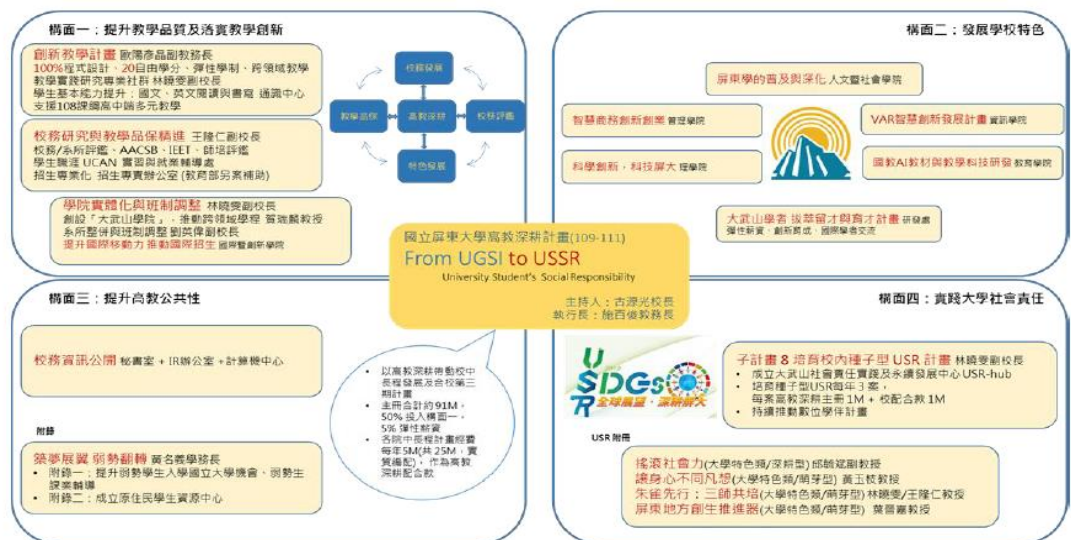 構面一：提升教學品質及落實教學創新
創新教學計畫 歐陽彥晶副教務長
100%程式設計、20自由學分、彈性學制、跨領域教學
教學實踐研究專業社群 林曉雯副校長
學生基本能力提升：國文、英文閱讀與書寫 通識中心
支援108課綱高中端多元教學
校務研究與教學品保精進 王隆仁副校長
校務/系所評鑑、AACSB、IEET、師培評鑑
學生職涯 UCAN 實習與就業輔導處
招生專業化 招生專責辦公室 (教育部另案補助)
學院實體化與班制調整 林曉雯副校長
創設「大武山學院」，推動跨領域學程 賀瑞麟教授
系所整併與班制調整 劉英偉副校長
提升國際移動力 推動國際招生 國際暨創新學院
校務發展
教學品保
高教深耕
校務評鑑
特色發展
構面二：發展學校特色
屏東學的普及與深化 人文暨社會學院
智慧商務創新創業 管理學院
VAR智慧創新發展計畫 資訊學院
科學創新，科技屏大 理學院
國教AI教材與教學科技研發 教育學院
大武山學者 拔萃留才與育才計畫 研發處
彈性薪資、創新育成、國際學者交流
國立屏東大學高教深耕計畫(109-111)
From UGSI to USSR
University Student's Social Responsibility
主持人：古源光校長
執行長：施百俊教務長
構面三：提升高教公共性
校務資訊公開 秘書室 + IR辦公室 + 計算機中心
附錄
築夢展翼 弱勢翻轉 黃名義學務長
• 附錄一：提升弱勢學生入學國立大學機會、弱勢生
課業輔導
• 附錄二：成立原住民學生資源中心
• 以高教深耕帶動校中
長程發展及合校第三
期計畫
• 主冊合計約91M，
50% 投入構面一，
5% 彈性薪資
• 各院中長程計畫經費
每年5M(共 25M，實
質編配)，作為高教
深耕配合款
構面四：實踐大學社會責任
USR
SDGs
全球展望．深耕屏大
子計畫 8 培育校內種子型 USR 計畫 林曉雯副校長
• 成立大武山社會責任實踐及永續發展中心 USR-hub
• 培育種子型USR每年 3 案，
每案高教深耕主冊 1M + 校配合款 1M
• 持續推動數位學伴計畫
USR 附冊
搖滾社會力(大學特色類/深耕型) 邱毓斌副教授
讓身心不同凡想(大學特色類/萌芽型) 黃玉枝教授
朱雀先行：三師共培(大學特色類/萌芽型) 林曉雯/王隆仁教授
屏東地方創生推進器(大學特色類/萌芽型) 葉晉嘉教授